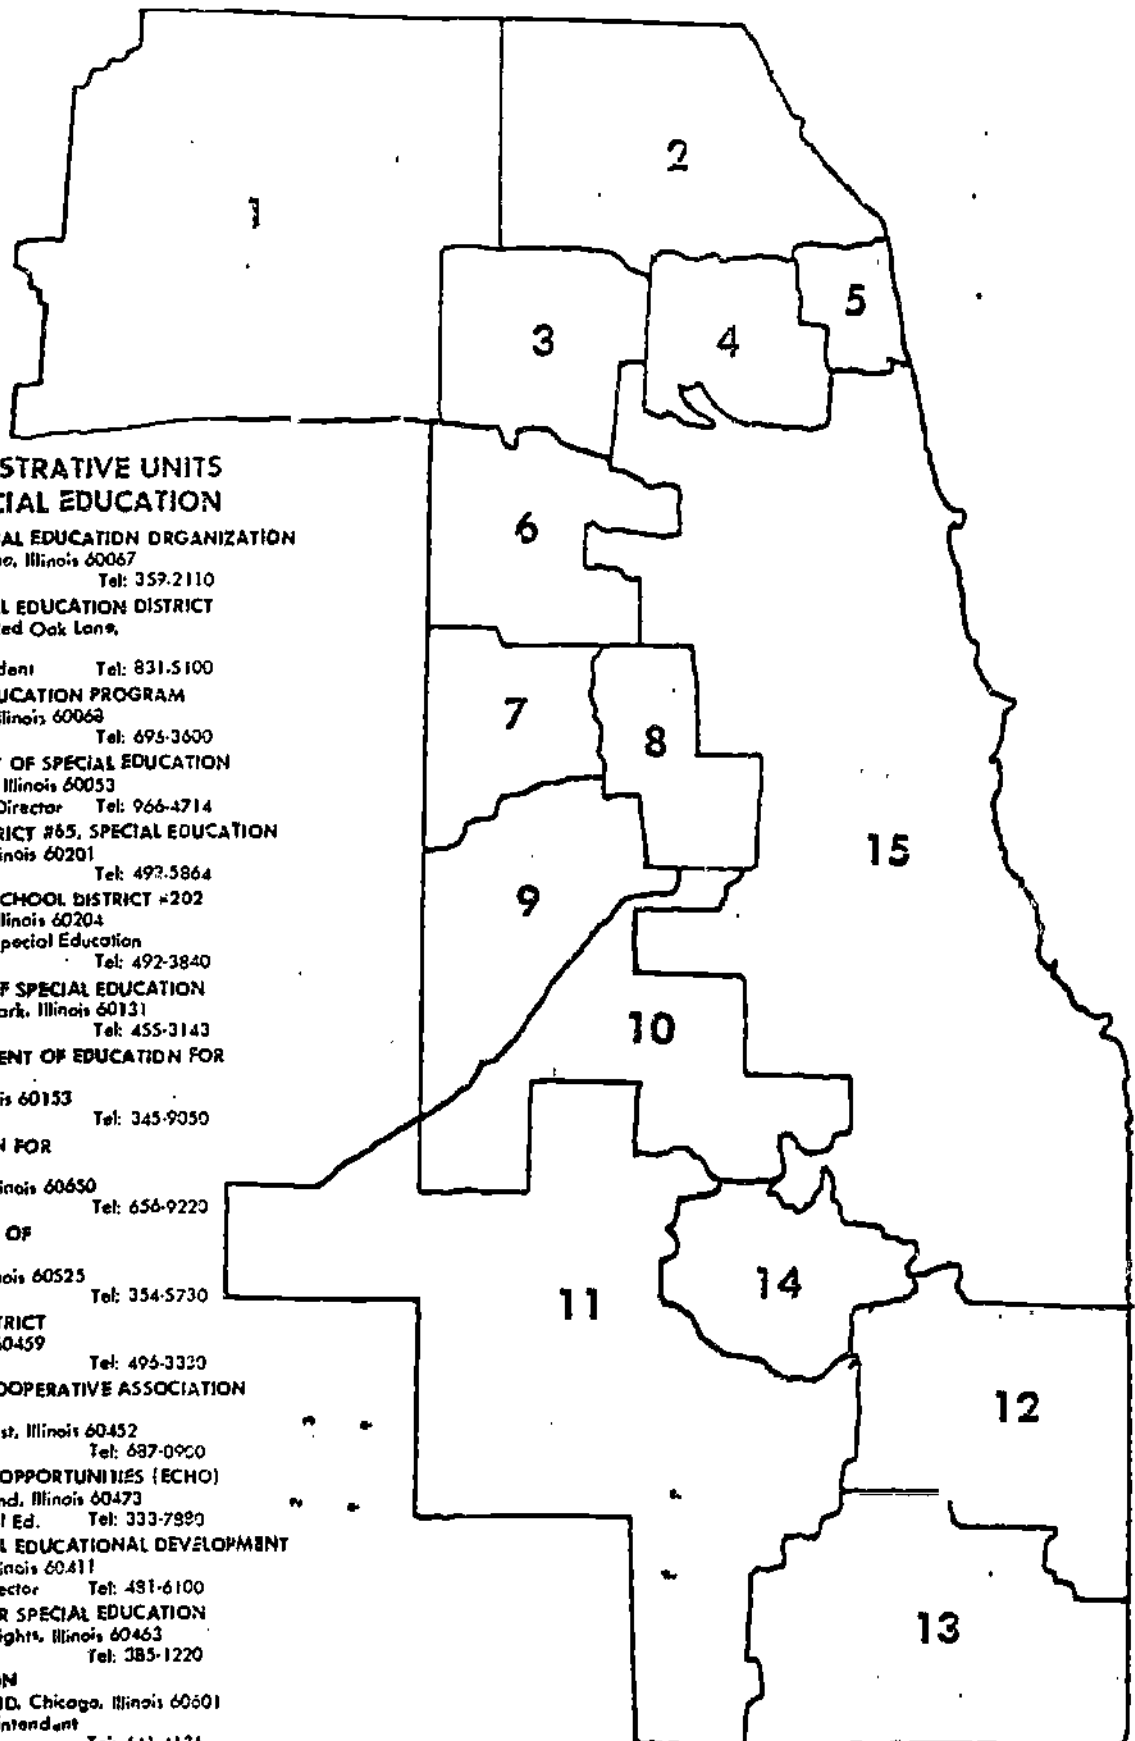 1
2
3
4
5
6
7
8
9
10
11
12
13
14
15
STRATIVE UNITS
CIAL EDUCATION
AL EDUCATION ORGANIZATION
Illinois 60067
Tel: 359-2110
L EDUCATION DISTRICT
ed Oak Lane,
dent Tel: 831-5100
UCATION PROGRAM
llinois 60068
Tel: 695-3600
OF SPECIAL EDUCATION
Illinois 60053
Director Tel: 966-4714
RICT #65, SPECIAL EDUCATION
inois 60201
Tel: 492-5864
CHOOL DISTRICT #202
llinois 60204
pecial Education
Tel: 492-3840
F SPECIAL EDUCATION
ark, Illinois 60131
Tel: 455-3143
ENT OF EDUCATION FOR
is 60153
Tel: 345-9050
N FOR
inois 60650
Tel: 656-9220
OF
ois 60525
Tel: 354-5730
TRICT
60459
Tel: 496-3330
OOPERATIVE ASSOCIATION
st, Illinois 60452
Tel: 687-0900
OPPORTUNITIES (ECHO)
nd, Illinois 60473
l Ed. Tel: 333-7880
L EDUCATIONAL DEVELOPMENT
inois 60411
ector Tel: 481-6100
R SPECIAL EDUCATION
ights, Illinois 60463
Tel: 385-1220
ON
Chicago, Illinois 60601
intendent